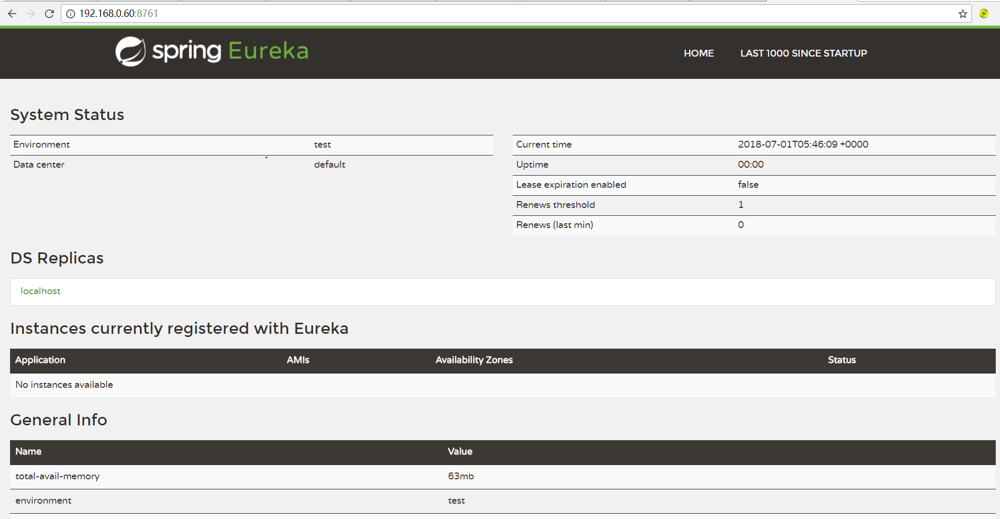 192.168.0.60:8761
spring Eureka
HOME LAST 1000 SINCE STARTUP
System Status
Environment test
Data center default
Current time 2018-07-01T05:46:09 +0000
Uptime 00:00
Lease expiration enabled false
Renews threshold 1
Renews (last min) 0
DS Replicas
localhost
Instances currently registered with Eureka
Application AMIs Availability Zones Status
No instances available
General Info
Name Value
total-avail-memory 63mb
environment test